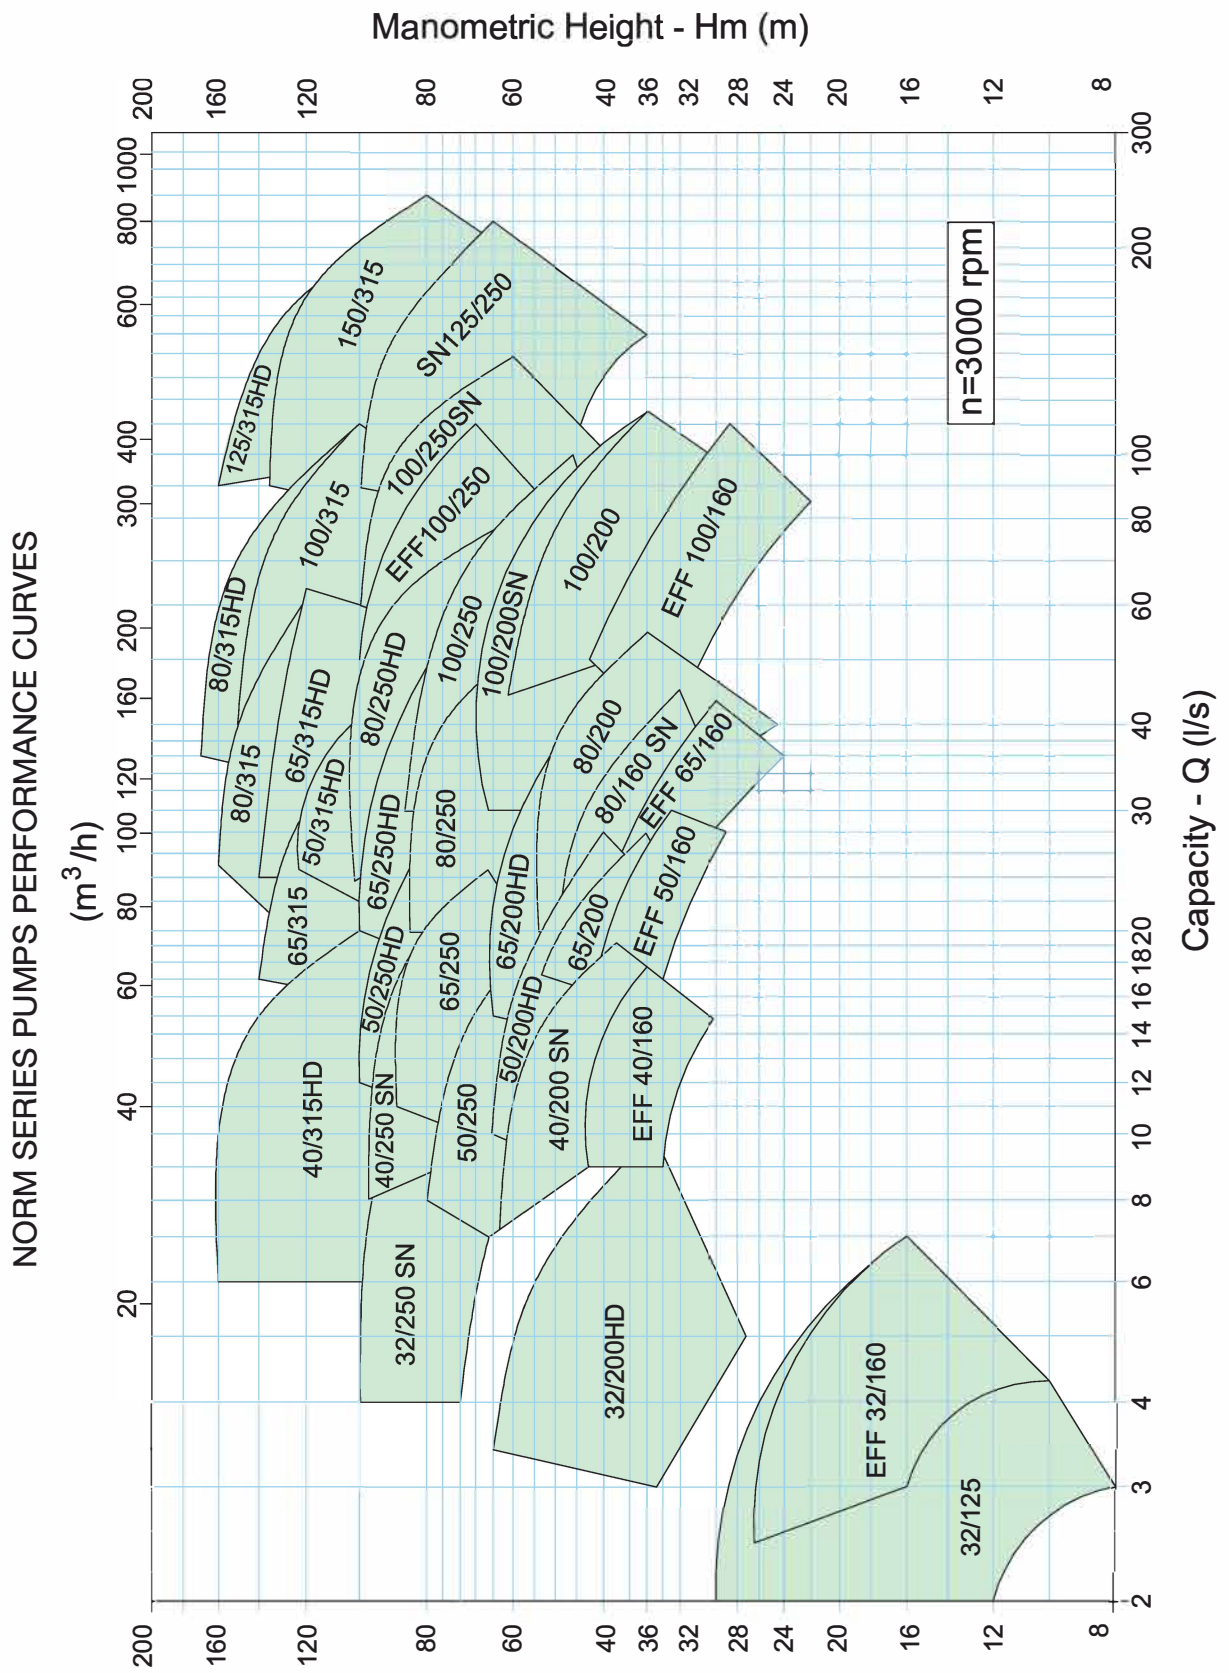 NORM SERIES PUMPS PERFORMANCE CURVES
(m³/h)
20 40 60 80 100 120 160 200 300 400 600 800 1000
Manometric Height - Hm (m)
200 160 120 80 60 40 36 32 28 24 20 16 12 8
200 160 120 80 60 40 36 32 28 24 20 16 12 8
2 3 4 6 8 10 12 14 16 18 20 30 40 60 80 100 200 300
Capacity - Q (l/s)
n=3000 rpm
125/315HD
150/315
SN125/250
100/250SN
EFF100/250
100/315
80/315HD
80/315
65/315HD
50/315HD
65/315
40/315HD
80/250HD
65/250HD
50/250HD
40/250 SN
32/250 SN
100/250
80/250
65/250
50/250
100/200SN
100/200
EFF 100/160
80/200
80/160 SN
EFF 65/160
65/200HD
65/200
EFF 50/160
50/200HD
40/200 SN
EFF 40/160
32/200HD
EFF 32/160
32/125